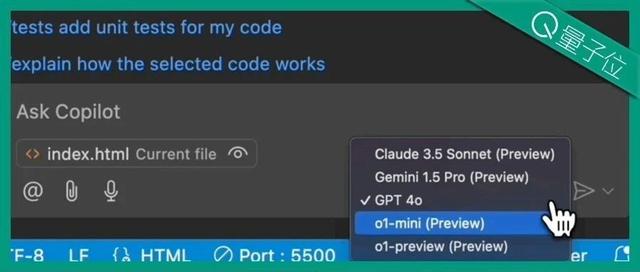 量子位
/tests add unit tests for my code
/explain how the selected code works
Ask Copilot
<> index.html Current file
Claude 3.5 Sonnet (Preview)
Gemini 1.5 Pro (Preview)
✓ GPT 4o
o1-mini (Preview)
o1-preview (Preview)
TF-8 LF {} HTML Port : 5500 er